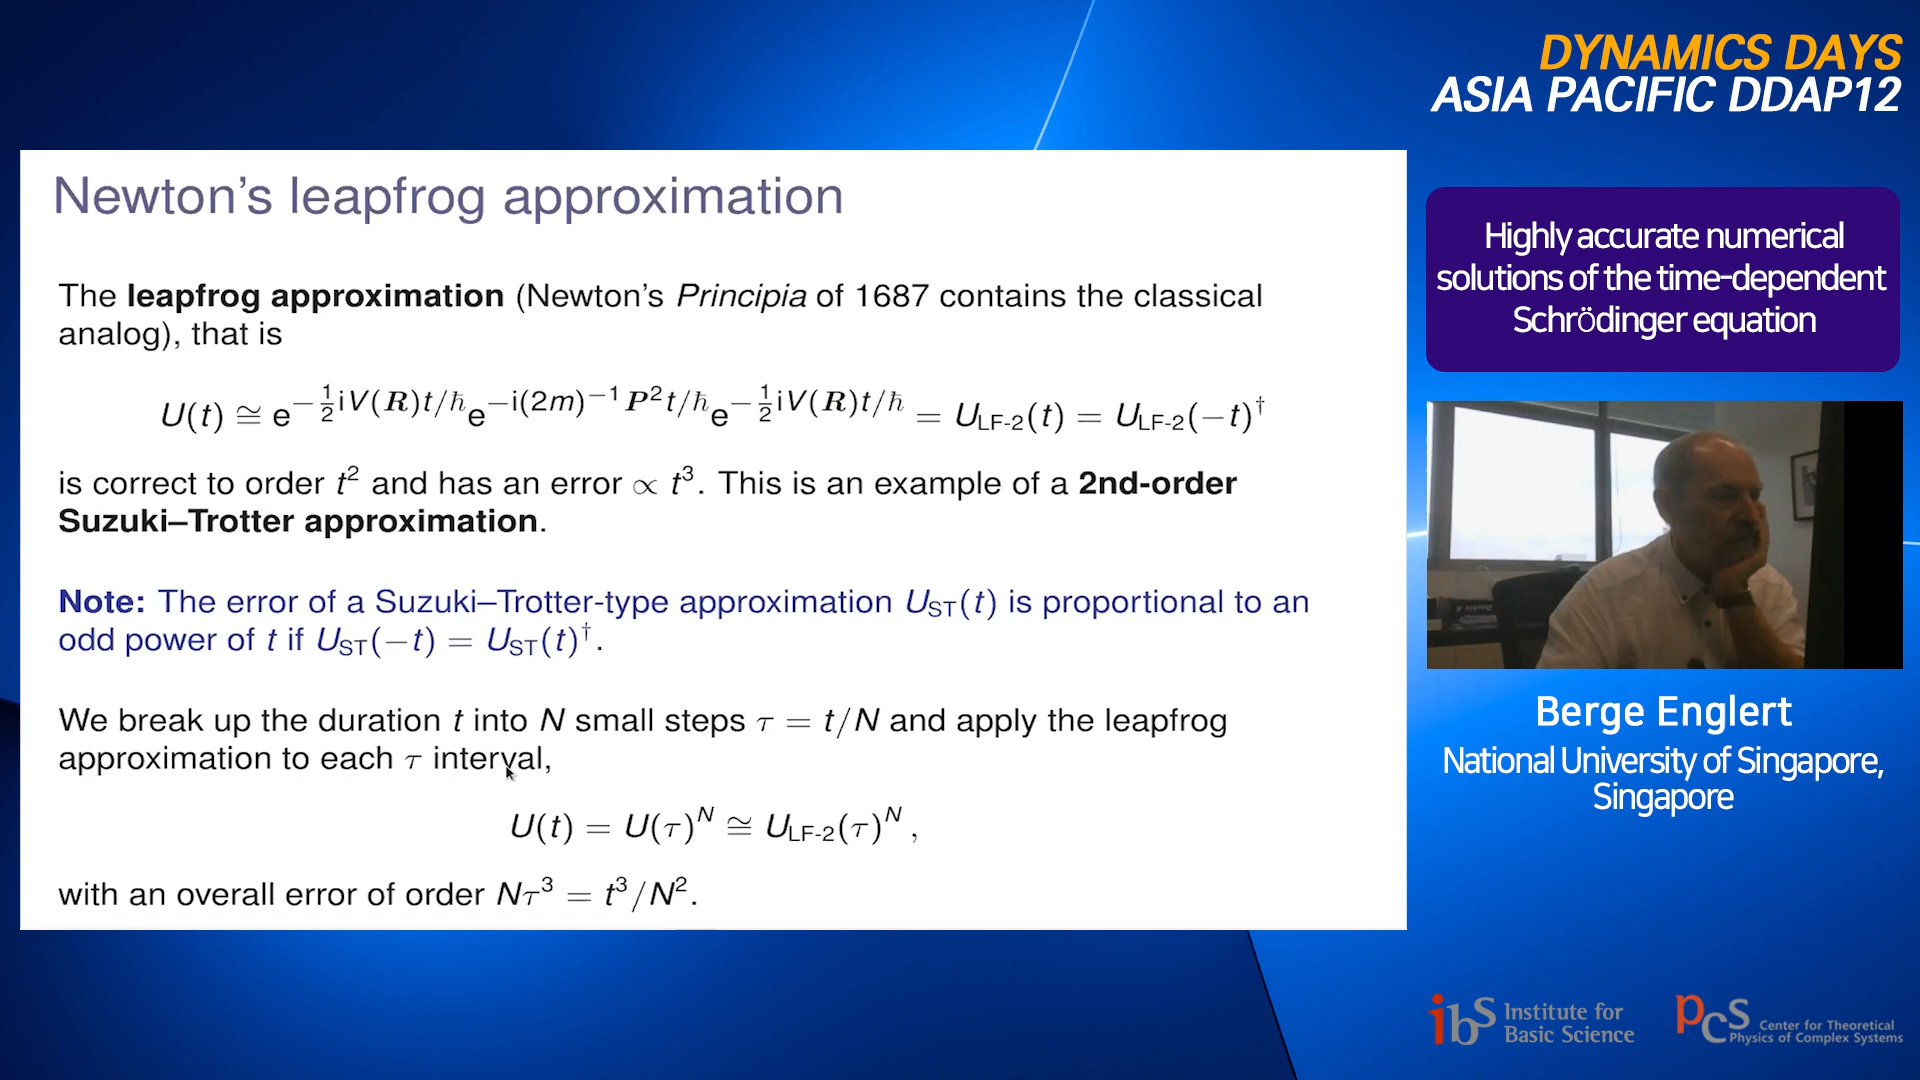 DYNAMICS DAYS
ASIA PACIFIC DDAP12
Newton's leapfrog approximation
The leapfrog approximation (Newton's Principia of 1687 contains the classical
analog), that is
U(t) ≅ e^{−½iV(R)t/ħ} e^{−i(2m)^{−1}P²t/ħ} e^{−½iV(R)t/ħ} = U_{LF-2}(t) = U_{LF-2}(−t)^†
is correct to order t² and has an error ∝ t³. This is an example of a 2nd-order
Suzuki–Trotter approximation.
Note: The error of a Suzuki–Trotter-type approximation U_{ST}(t) is proportional to an
odd power of t if U_{ST}(−t) = U_{ST}(t)^†.
We break up the duration t into N small steps τ = t/N and apply the leapfrog
approximation to each τ interval,
U(t) = U(τ)^N ≅ U_{LF-2}(τ)^N ,
with an overall error of order Nτ³ = t³/N².
Highly accurate numerical
solutions of the time-dependent
Schrödinger equation
Berge Englert
National University of Singapore,
Singapore
ibs Institute for
Basic Science
pcs Center for Theoretical
Physics of Complex Systems